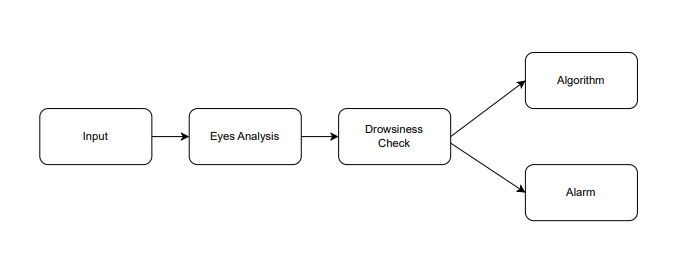 Input
Eyes Analysis
Drowsiness
Check
Algorithm
Alarm